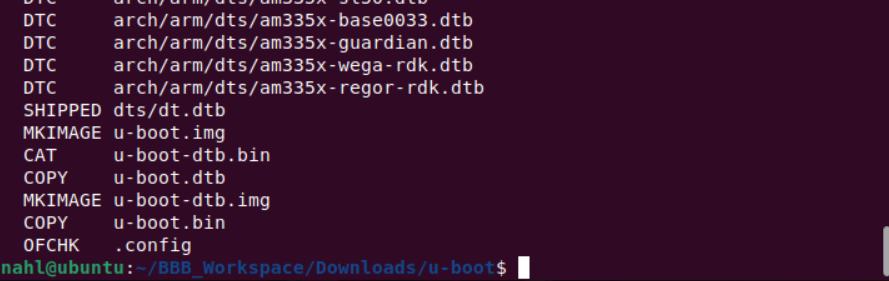 DTC arch/arm/dts/am335x-sl50.dtb
DTC arch/arm/dts/am335x-base0033.dtb
DTC arch/arm/dts/am335x-guardian.dtb
DTC arch/arm/dts/am335x-wega-rdk.dtb
DTC arch/arm/dts/am335x-regor-rdk.dtb
SHIPPED dts/dt.dtb
MKIMAGE u-boot.img
CAT u-boot-dtb.bin
COPY u-boot.dtb
MKIMAGE u-boot-dtb.img
COPY u-boot.bin
OFCHK .config
nahl@ubuntu:~/BBB_Workspace/Downloads/u-boot$